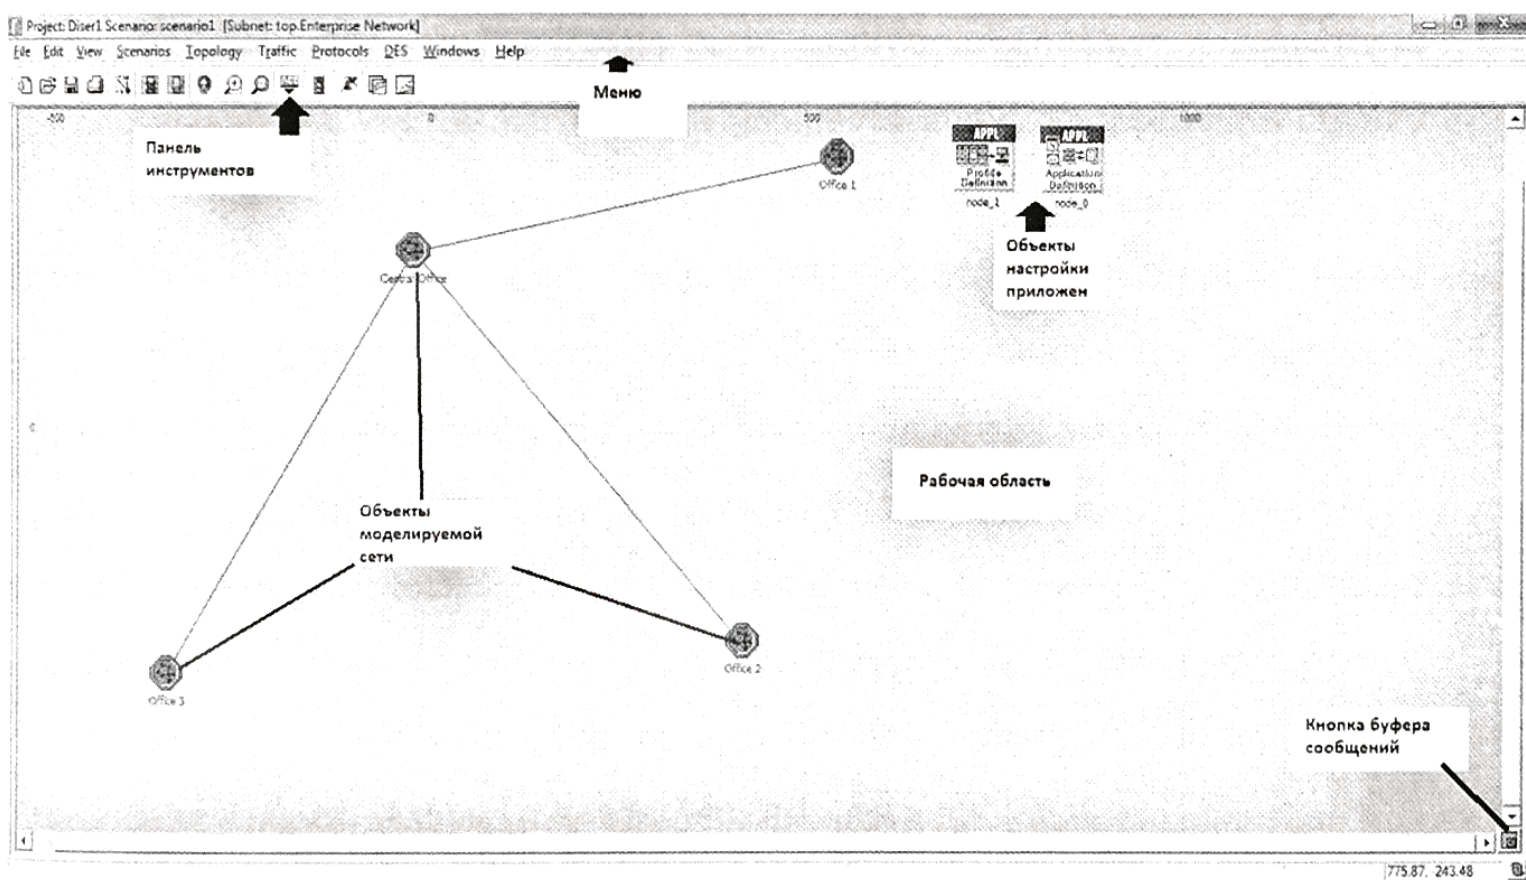 Project: Diser1 Scenario: scenario1 [Subnet: top.Enterprise Network]
File Edit View Scenarios Topology Traffic Protocols DES Windows Help
Меню
-500 0 500 1000
Панель
инструментов
APPL APPL
Profile
Definition
Application
Definition
node_1 node_0
Office 1
Объекты
настройки
приложен
Central Office
Рабочая область
Объекты
моделируемой
сети
Office 2
Office 3
Кнопка буфера
сообщений
775.87, -243.48